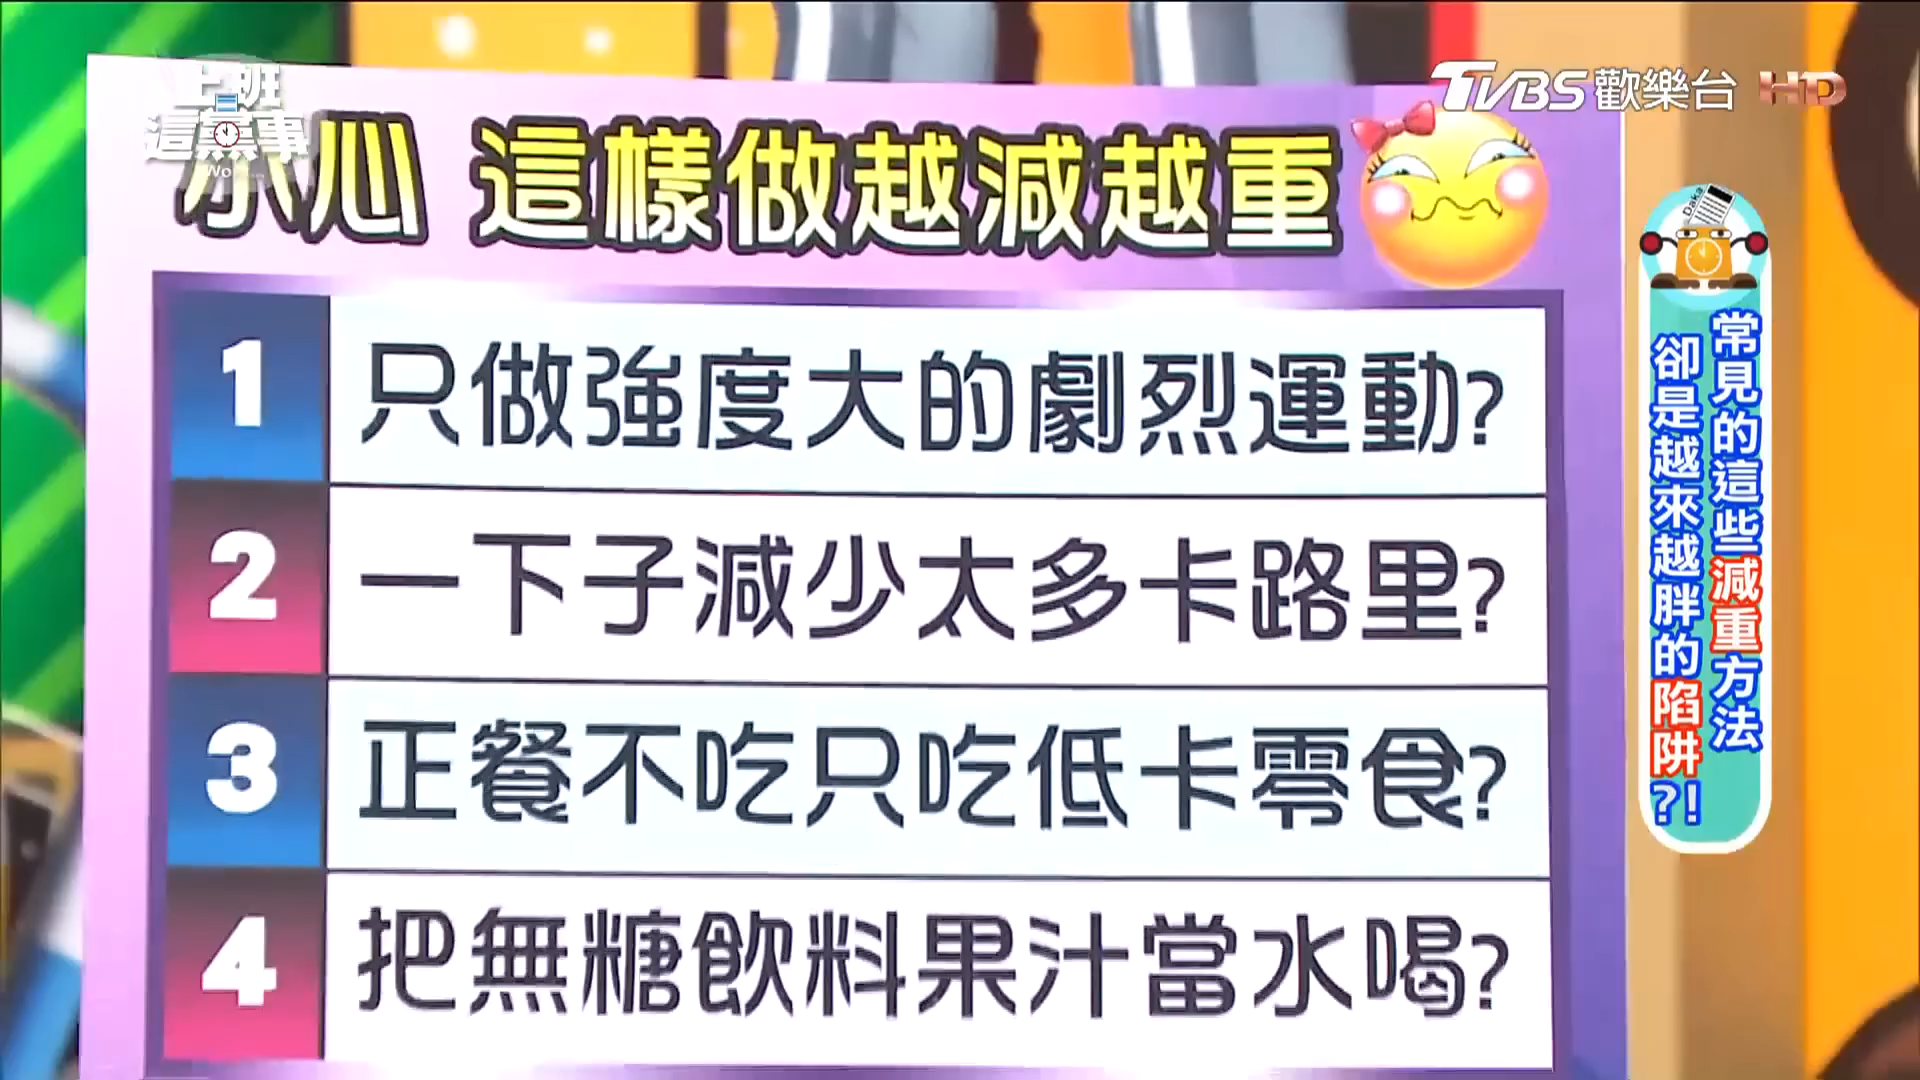 上班
這黨事
TVBS歡樂台 HD
小心 這樣做越減越重
1 只做強度大的劇烈運動?
2 一下子減少太多卡路里?
3 正餐不吃只吃低卡零食?
4 把無糖飲料果汁當水喝?
Daka
常見的這些減重方法
卻是越來越胖的陷阱?!